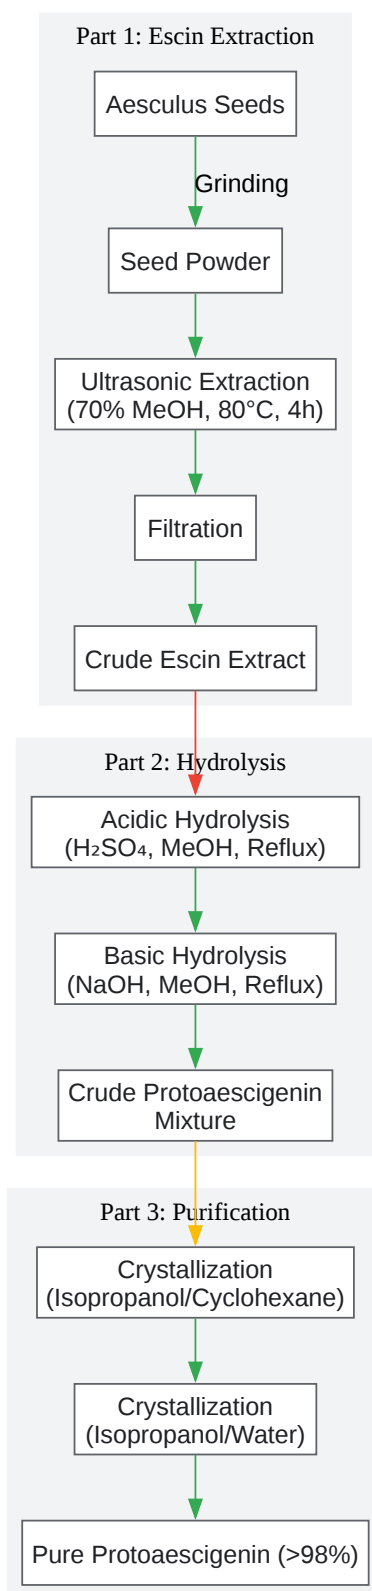 Part 1: Escin Extraction
Aesculus Seeds
Grinding
Seed Powder
Ultrasonic Extraction
(70% MeOH, 80°C, 4h)
Filtration
Crude Escin Extract
Part 2: Hydrolysis
Acidic Hydrolysis
(H₂SO₄, MeOH, Reflux)
Basic Hydrolysis
(NaOH, MeOH, Reflux)
Crude Protoaescigenin
Mixture
Part 3: Purification
Crystallization
(Isopropanol/Cyclohexane)
Crystallization
(Isopropanol/Water)
Pure Protoaescigenin (>98%)